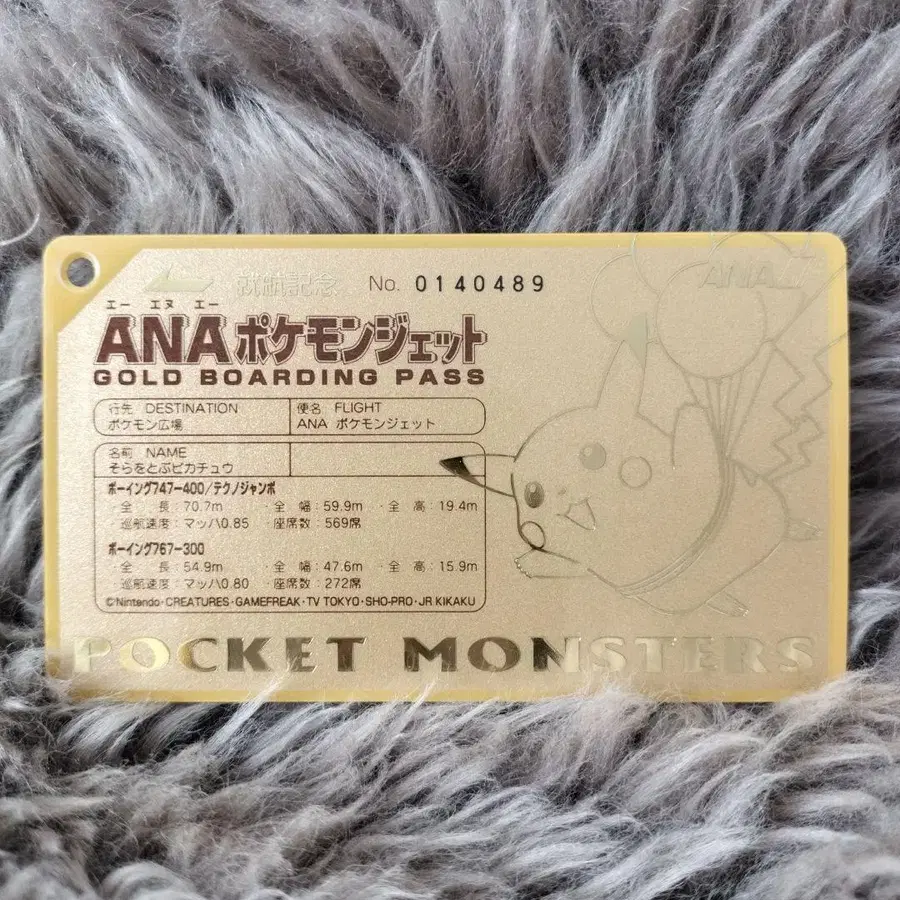 就航記念 No. 0140489
ANA
エー エヌ エー
ANAポケモンジェット
GOLD BOARDING PASS
行先 DESTINATION
ポケモン広場
便名 FLIGHT
ANA ポケモンジェット
名前 NAME
そらをとぶピカチュウ
ボーイング747-400/テクノジャンボ
・全 長:70.7m ・全 幅:59.9m ・全 高:19.4m
・巡航速度:マッハ0.85 ・座席数:569席
ボーイング767-300
・全 長:54.9m ・全 幅:47.6m ・全 高:15.9m
・巡航速度:マッハ0.80 ・座席数:272席
©Nintendo・CREATURES・GAMEFREAK・TV TOKYO・SHO-PRO・JR KIKAKU
POCKET MONSTERS